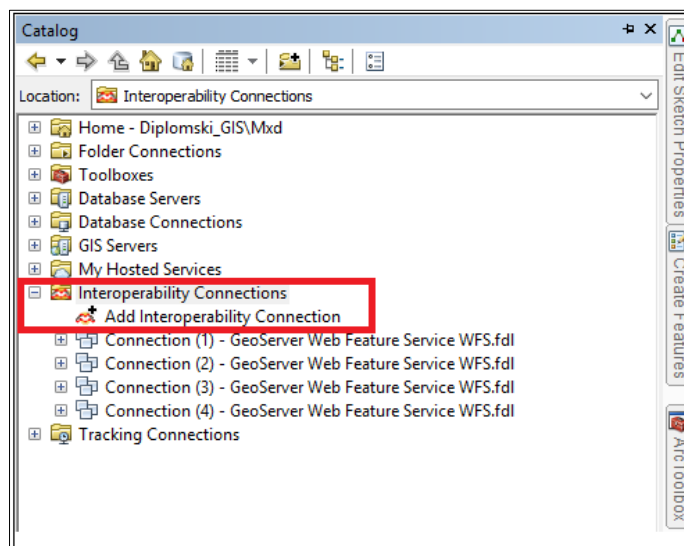 Catalog
Location: Interoperability Connections
Home - Diplomski_GIS\Mxd
Folder Connections
Toolboxes
Database Servers
Database Connections
GIS Servers
My Hosted Services
Interoperability Connections
Add Interoperability Connection
Connection (1) - GeoServer Web Feature Service WFS.fdl
Connection (2) - GeoServer Web Feature Service WFS.fdl
Connection (3) - GeoServer Web Feature Service WFS.fdl
Connection (4) - GeoServer Web Feature Service WFS.fdl
Tracking Connections
Edit Sketch Properties
Create Features
ArcToolbox